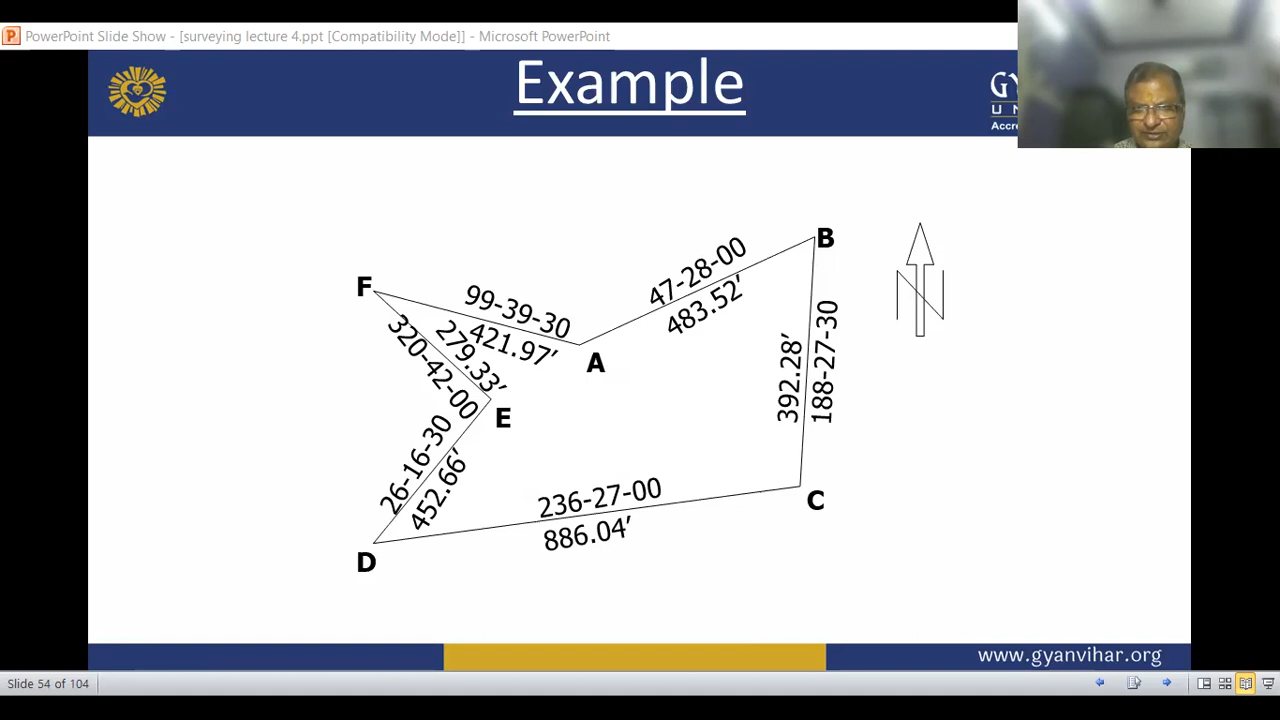 PowerPoint Slide Show - [surveying lecture 4.ppt [Compatibility Mode]] - Microsoft PowerPoint
Example
Accre
B
47-28-00
483.52′
F
99-39-30
421.97′
A
279.33′
320-42-00
392.28′
188-27-30
E
26-16-30
452.66′
236-27-00
886.04′
C
D
N
www.gyanvihar.org
Slide 54 of 104